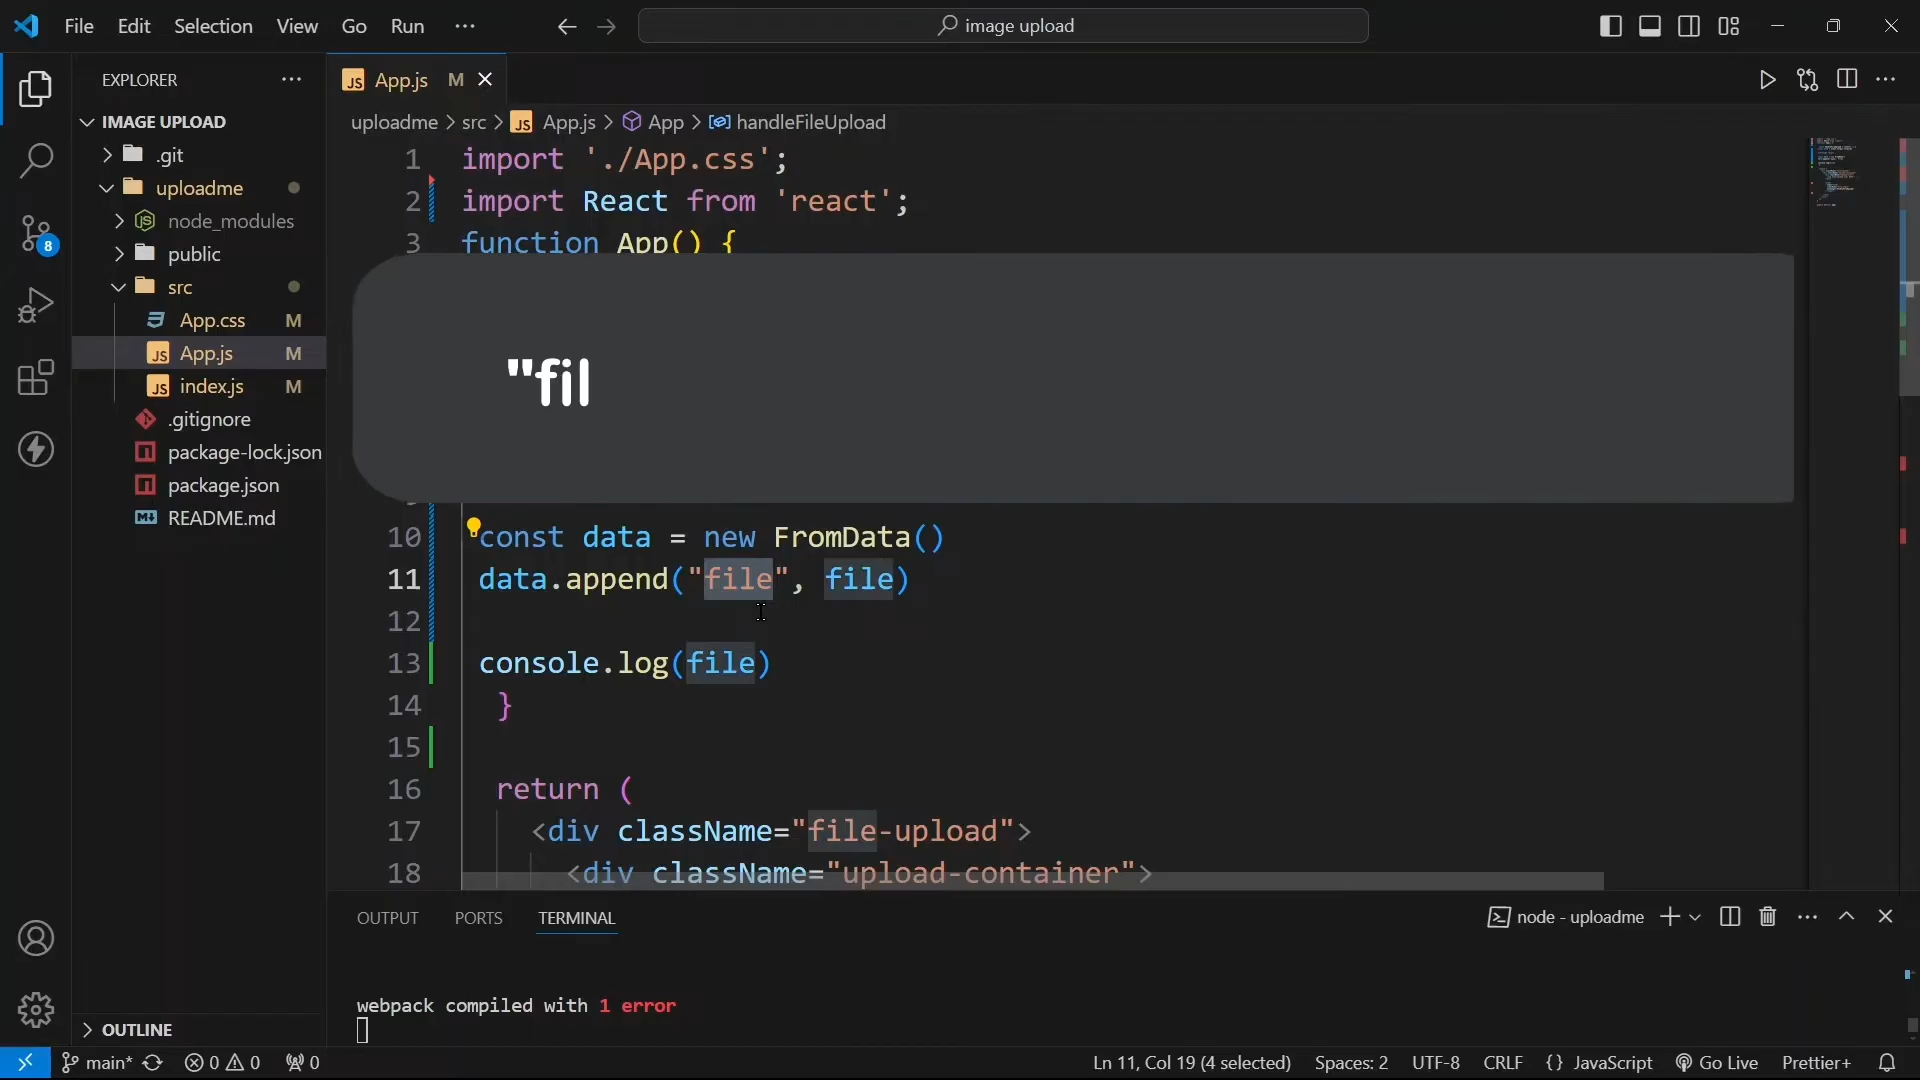 File Edit Selection View Go Run ··· image upload
EXPLORER ···
JS App.js M
IMAGE UPLOAD
.git
uploadme
node_modules
public
src
App.css M
JS App.js M
JS index.js M
.gitignore
package-lock.json
package.json
README.md
8
OUTLINE
uploadme > src > JS App.js > App > handleFileUpload
1 import './App.css';
2 import React from 'react';
3 function App() {
"fil
10 const data = new FromData()
11 data.append("file", file)
12
13 console.log(file)
14 }
15
16 return (
17 <div className="file-upload">
18 <div className="upload-container">
OUTPUT PORTS TERMINAL node - uploadme
webpack compiled with 1 error
main* 0 0 0 Ln 11, Col 19 (4 selected) Spaces: 2 UTF-8 CRLF {} JavaScript Go Live Prettier+